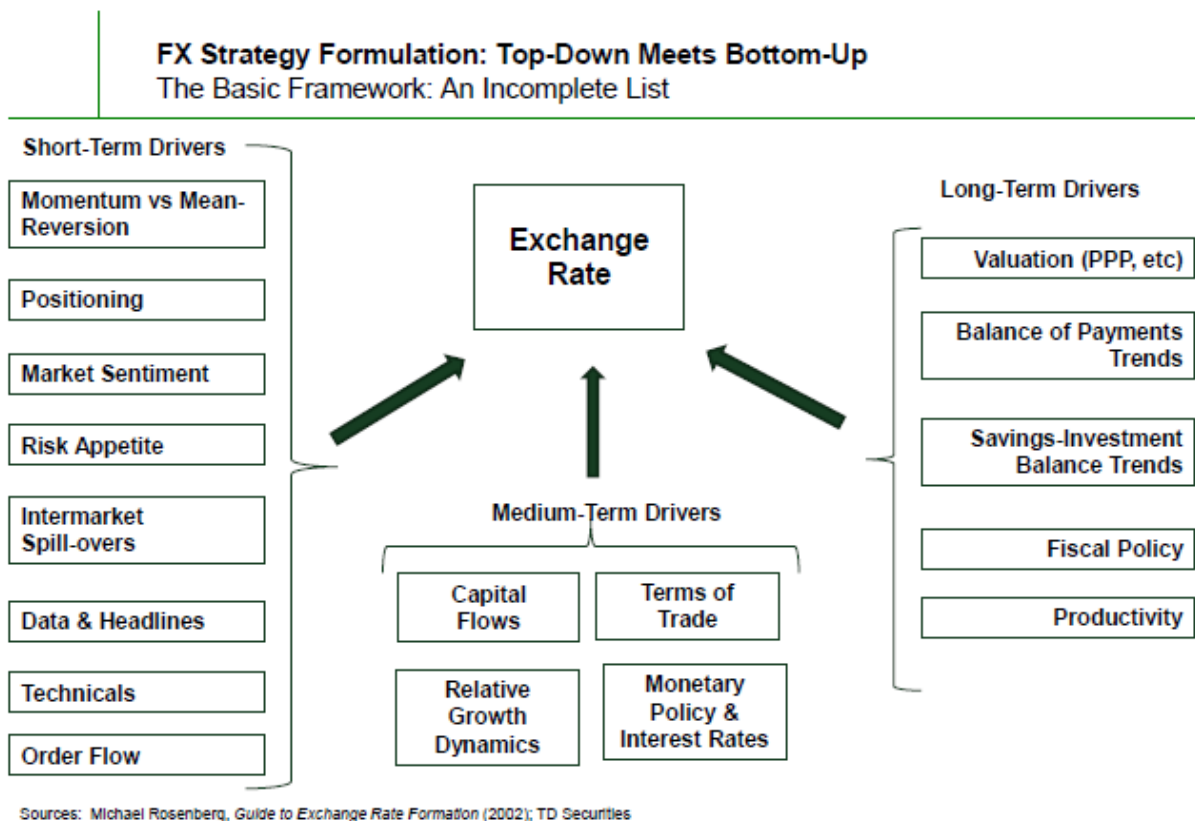 FX Strategy Formulation: Top-Down Meets Bottom-Up
The Basic Framework: An Incomplete List
Short-Term Drivers
Momentum vs Mean-
Reversion
Positioning
Market Sentiment
Risk Appetite
Intermarket
Spill-overs
Data & Headlines
Technicals
Order Flow
Exchange
Rate
Medium-Term Drivers
Capital
Flows
Terms of
Trade
Relative
Growth
Dynamics
Monetary
Policy &
Interest Rates
Long-Term Drivers
Valuation (PPP, etc)
Balance of Payments
Trends
Savings-Investment
Balance Trends
Fiscal Policy
Productivity
Sources: Michael Rosenberg, Guide to Exchange Rate Formation (2002); TD Securities